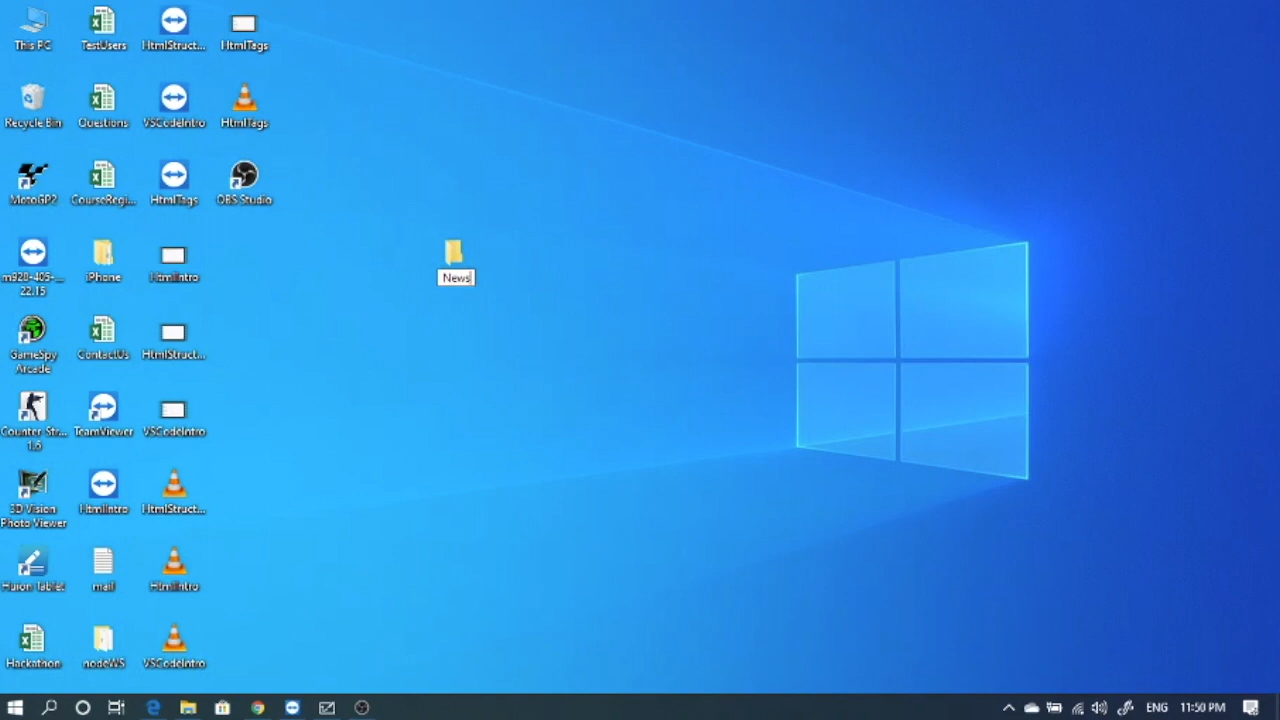 This PC
TestUsers
HtmlStruct...
HtmlTags
Recycle Bin
Questions
VSCodeIntro
HtmlTags
MotoGP2
CourseRegi...
HtmlTags
OBS Studio
m920-405-...
22.15
iPhone
HtmlIntro
News
GameSpy
Arcade
ContactUs
HtmlStruct...
Counter Str...
1.6
TeamViewer
VSCodeIntro
3D Vision
Photo Viewer
HtmlIntro
HtmlStruct...
Huion Tablet
mail
HtmlIntro
Hackathon
nodeWS
VSCodeIntro
ENG
11:50 PM